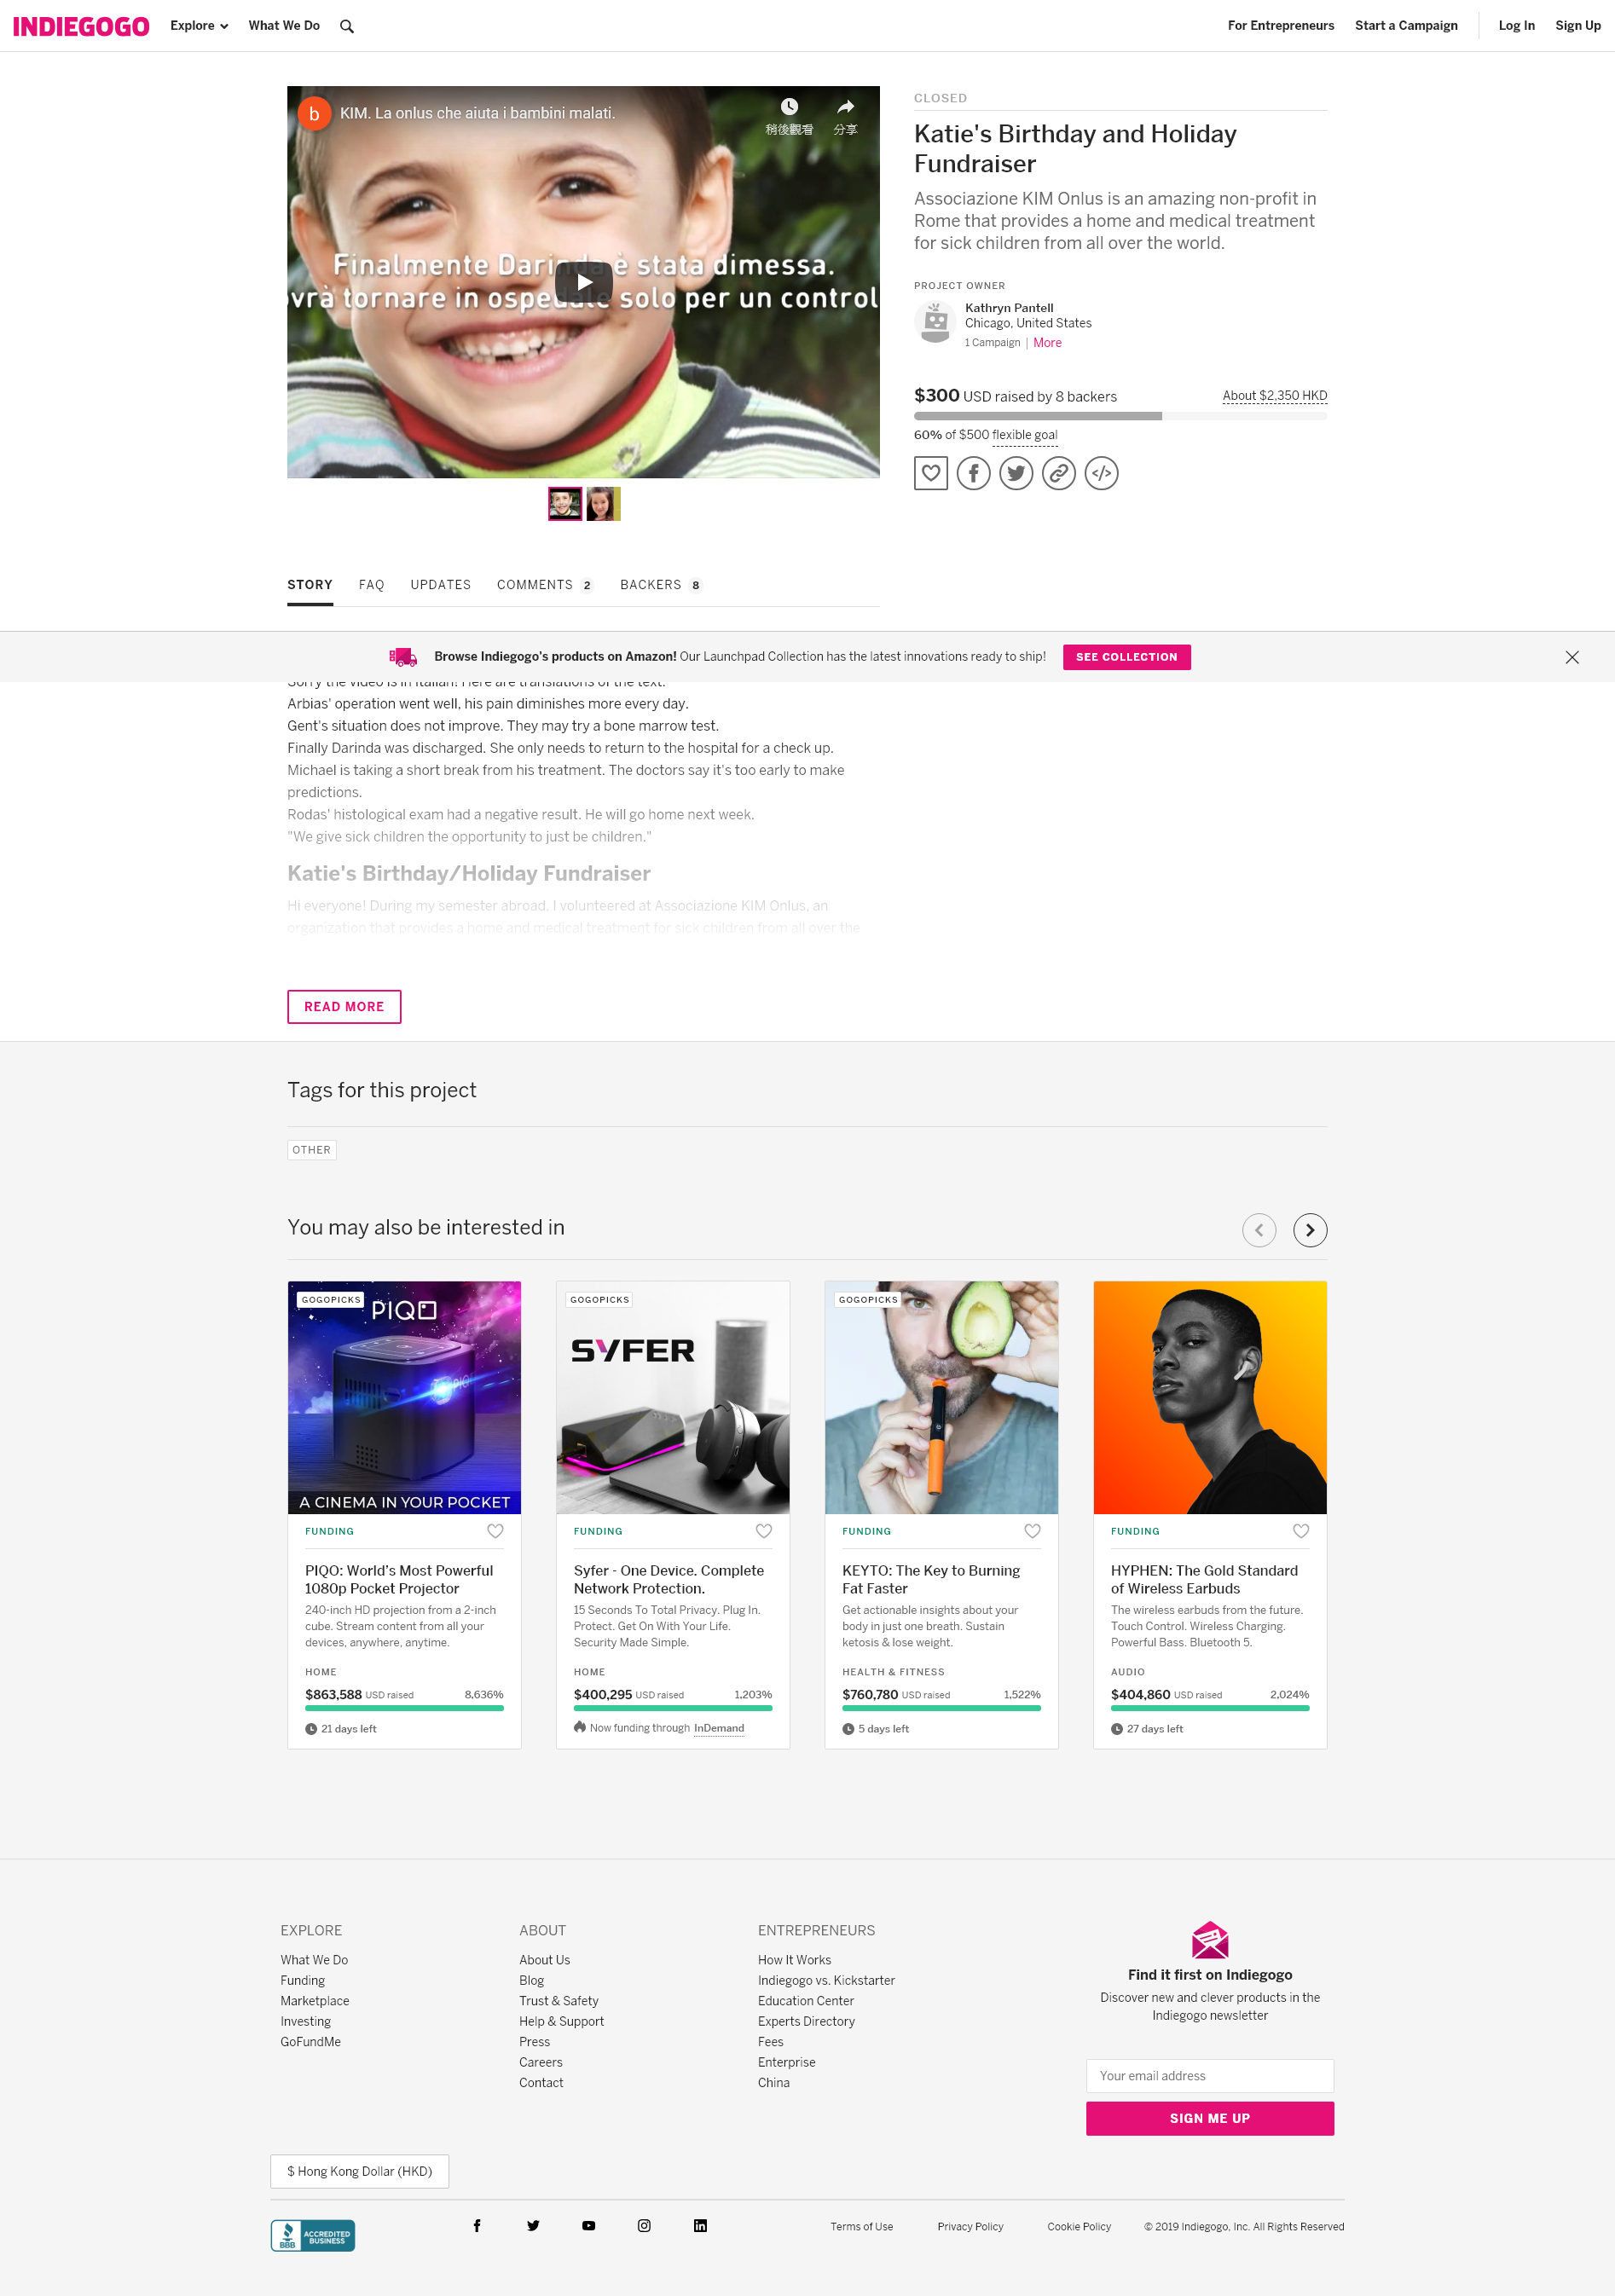 INDIEGOGO
Explore
What We Do
For Entrepreneurs
Start a Campaign
Log In
Sign Up
b
KIM. La onlus che aiuta i bambini malati.
稍後觀看
分享
Finalmente Darinda è stata dimessa.
ovrà tornare in ospedale solo per un control
CLOSED
Katie's Birthday and Holiday
Fundraiser
Associazione KIM Onlus is an amazing non-profit in
Rome that provides a home and medical treatment
for sick children from all over the world.
PROJECT OWNER
Kathryn Pantell
Chicago, United States
1 Campaign | More
$300 USD raised by 8 backers
About $2,350 HKD
60% of $500 flexible goal
STORY
FAQ
UPDATES
COMMENTS 2
BACKERS 8
Browse Indiegogo's products on Amazon! Our Launchpad Collection has the latest innovations ready to ship!
SEE COLLECTION
Sorry the video is in Italian! Here are translations of the text:
Arbias' operation went well, his pain diminishes more every day.
Gent's situation does not improve. They may try a bone marrow test.
Finally Darinda was discharged. She only needs to return to the hospital for a check up.
Michael is taking a short break from his treatment. The doctors say it's too early to make
predictions.
Rodas' histological exam had a negative result. He will go home next week.
"We give sick children the opportunity to just be children."
Katie's Birthday/Holiday Fundraiser
Hi everyone! During my semester abroad, I volunteered at Associazione KIM Onlus, an
organization that provides a home and medical treatment for sick children from all over the
READ MORE
Tags for this project
OTHER
You may also be interested in
GOGOPICKS
PIQO
PIQO
A CINEMA IN YOUR POCKET
FUNDING
PIQO: World's Most Powerful
1080p Pocket Projector
240-inch HD projection from a 2-inch
cube. Stream content from all your
devices, anywhere, anytime.
HOME
$863,588 USD raised
8,636%
21 days left
GOGOPICKS
SYFER
FUNDING
Syfer - One Device. Complete
Network Protection.
15 Seconds To Total Privacy. Plug In.
Protect. Get On With Your Life.
Security Made Simple.
HOME
$400,295 USD raised
1,203%
Now funding through InDemand
GOGOPICKS
FUNDING
KEYTO: The Key to Burning
Fat Faster
Get actionable insights about your
body in just one breath. Sustain
ketosis & lose weight.
HEALTH & FITNESS
$760,780 USD raised
1,522%
5 days left
FUNDING
HYPHEN: The Gold Standard
of Wireless Earbuds
The wireless earbuds from the future.
Touch Control. Wireless Charging.
Powerful Bass. Bluetooth 5.
AUDIO
$404,860 USD raised
2,024%
27 days left
EXPLORE
What We Do
Funding
Marketplace
Investing
GoFundMe
ABOUT
About Us
Blog
Trust & Safety
Help & Support
Press
Careers
Contact
ENTREPRENEURS
How It Works
Indiegogo vs. Kickstarter
Education Center
Experts Directory
Fees
Enterprise
China
Find it first on Indiegogo
Discover new and clever products in the
Indiegogo newsletter
Your email address
SIGN ME UP
$ Hong Kong Dollar (HKD)
BBB
ACCREDITED
BUSINESS
Terms of Use
Privacy Policy
Cookie Policy
© 2019 Indiegogo, Inc. All Rights Reserved